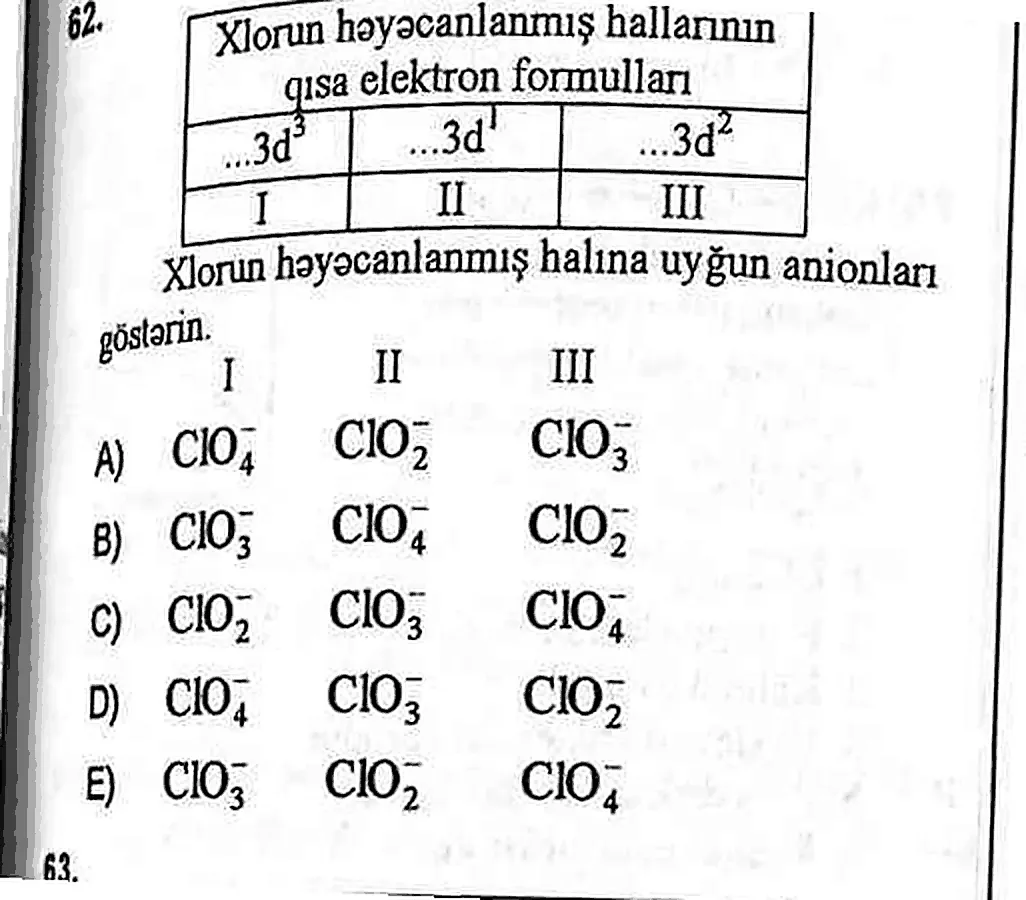 62.
Xlorun həyəcanlanmış hallarının
qısa elektron formulları
...3d³ ...3d¹ ...3d²
I II III
Xlorun həyəcanlanmış halına uyğun anionları
göstərin.
I II III
A) ClO₄⁻ ClO₂⁻ ClO₃⁻
B) ClO₃⁻ ClO₄⁻ ClO₂⁻
C) ClO₂⁻ ClO₃⁻ ClO₄⁻
D) ClO₄⁻ ClO₃⁻ ClO₂⁻
E) ClO₃⁻ ClO₂⁻ ClO₄⁻
63.